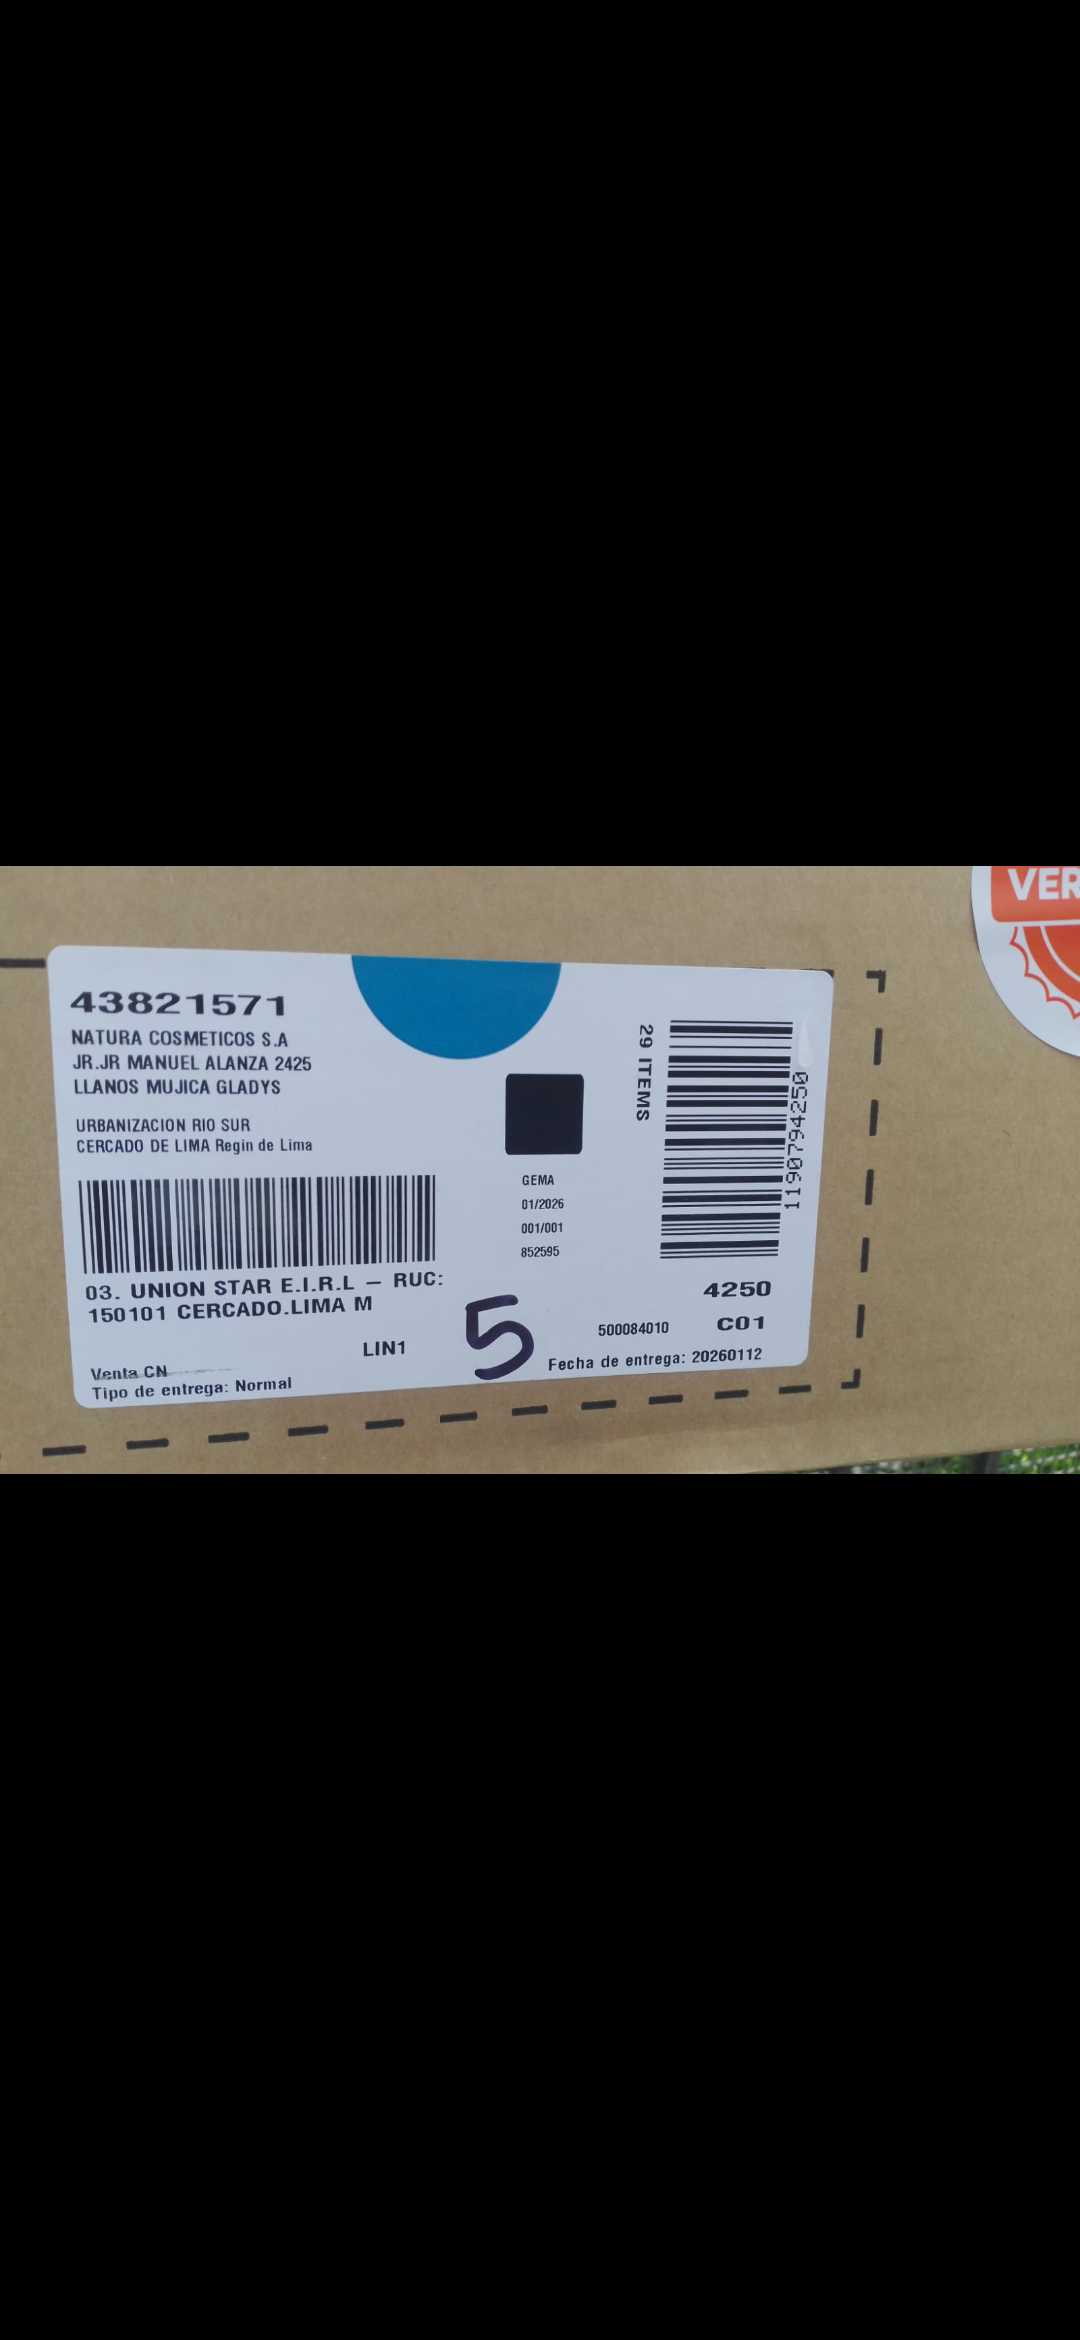 VER
43821571
NATURA COSMETICOS S.A
JR.JR MANUEL ALANZA 2425
LLANOS MUJICA GLADYS
URBANIZACION RIO SUR
CERCADO DE LIMA Regin de Lima
03. UNION STAR E.I.R.L – RUC:
150101 CERCADO.LIMA M
LIN1
Venta CN
Tipo de entrega: Normal
GEMA
01/2026
001/001
852595
5
29 ITEMS
1190794250
4250
500084010 C01
Fecha de entrega: 20260112